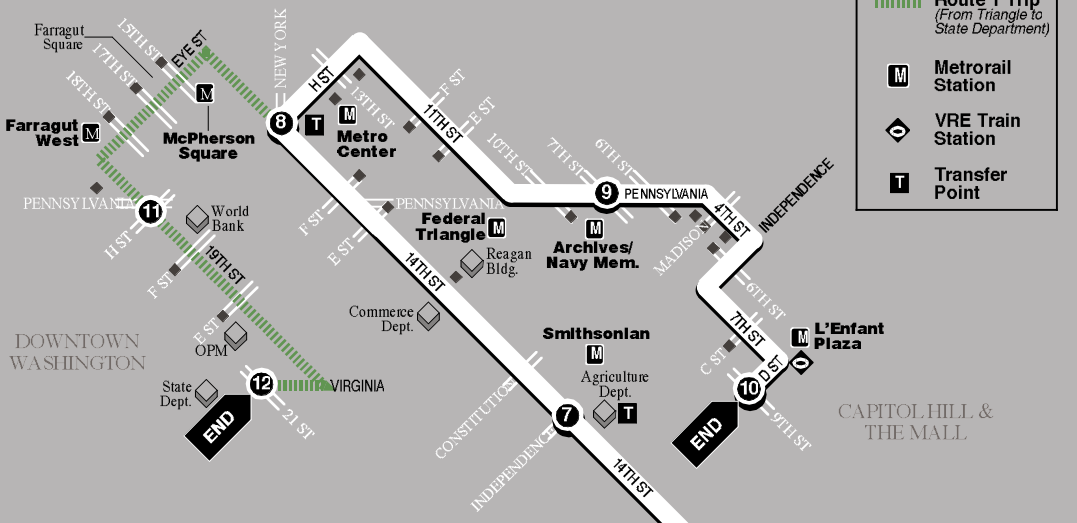 Route 1 Trip
(From Triangle to
State Department)
M
Metrorail
Station
VRE Train
Station
T
Transfer
Point
Farragut
Square
15TH ST
17TH ST
18TH ST
EYE ST
NEW YORK
M
McPherson
Square
Farragut
West
M
8
T
H ST
13TH ST
M
Metro
Center
11TH ST
F ST
E ST
10TH ST
7TH ST
6TH ST
9
PENNSYLVANIA
4TH ST
INDEPENDENCE
MADISON
M
Archives/
Navy Mem.
PENNSYLVANIA
11
H ST
World
Bank
F ST
19TH ST
E ST
OPM
F ST
E ST
PENNSYLVANIA
Federal
Triangle
M
Reagan
Bldg.
14TH ST
Commerce
Dept.
6TH ST
7TH ST
C ST
D ST
M
L'Enfant
Plaza
10
END
9TH ST
Smithsonian
M
Agriculture
Dept.
T
CONSTITUTION
7
INDEPENDENCE
14TH ST
DOWNTOWN
WASHINGTON
State
Dept.
12
VIRGINIA
END
21 ST
CAPITOL HILL &
THE MALL